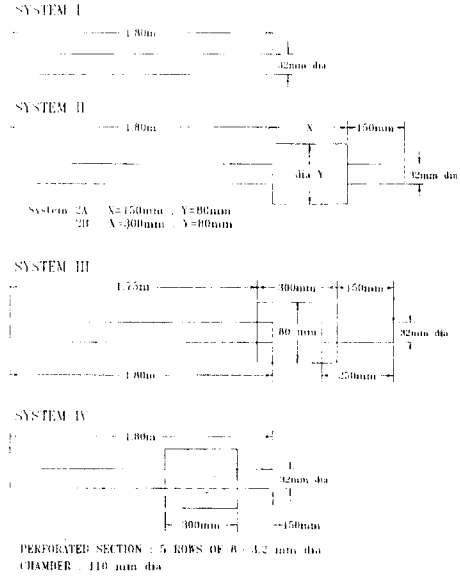 SYSTEM I
1.80m
32mm dia
SYSTEM II
1.80m X 150mm
dia Y 32mm dia
System 2A X=150mm , Y=80mm
2B X=300mm , Y=80mm
SYSTEM III
1.75m 300mm 150mm
80 mm 32mm dia
1.80m 250mm
SYSTEM IV
1.80m
32mm dia
300mm 450mm
PERFORATED SECTION : 5 ROWS OF 8 3.2 mm dia
CHAMBER 110 mm dia